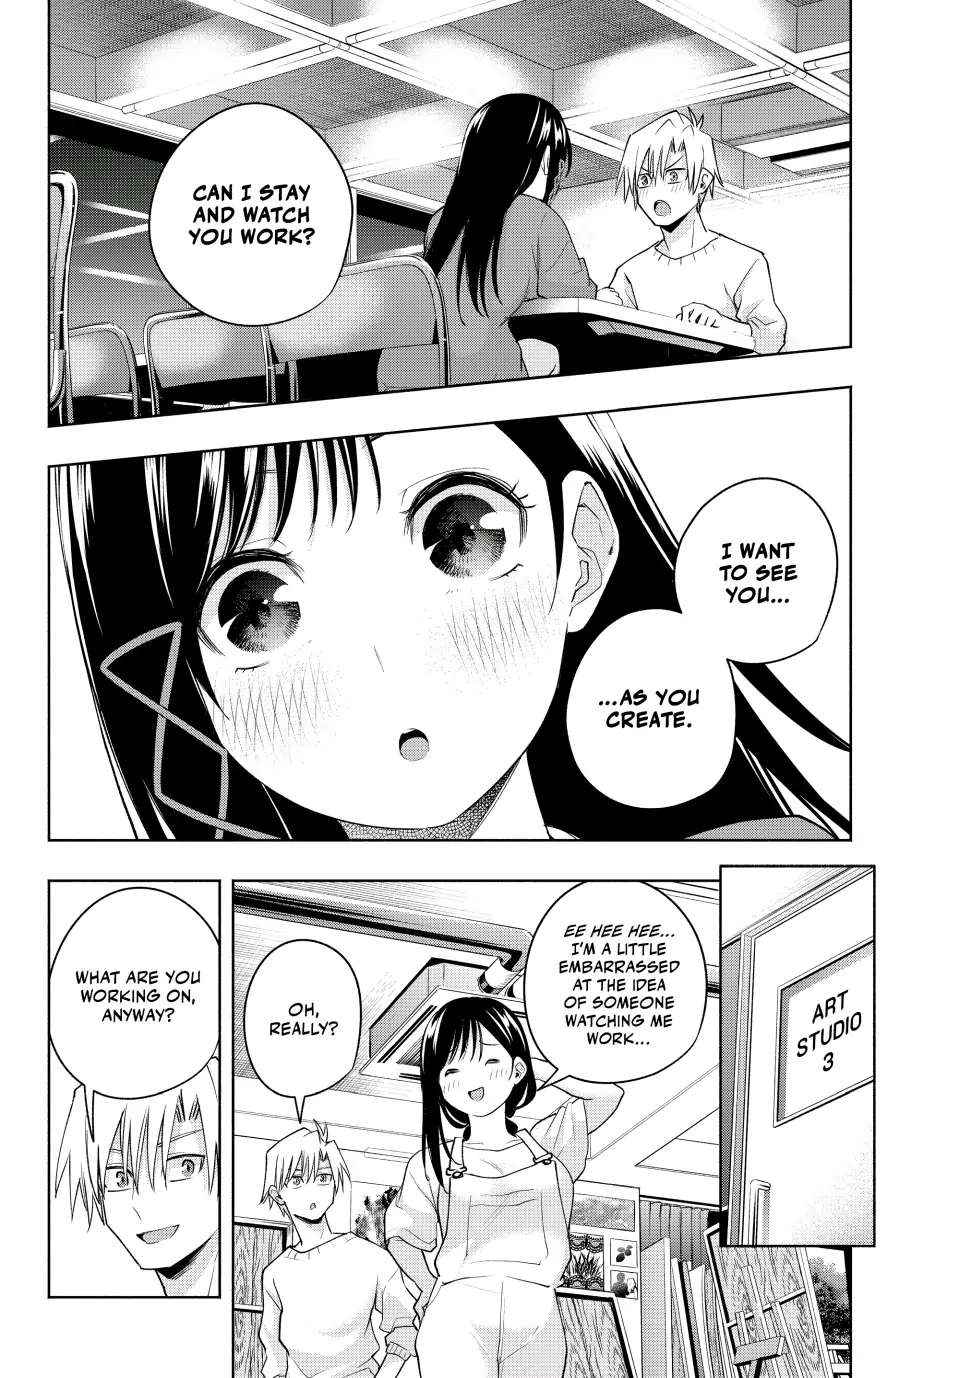 CAN I STAY
AND WATCH
YOU WORK?
I WANT
TO SEE
YOU...
...AS YOU
CREATE.
ART
STUDIO
3
EE HEE HEE...
I'M A LITTLE
EMBARRASSED
AT THE IDEA
OF SOMEONE
WATCHING ME
WORK...
OH,
REALLY?
WHAT ARE YOU
WORKING ON,
ANYWAY?